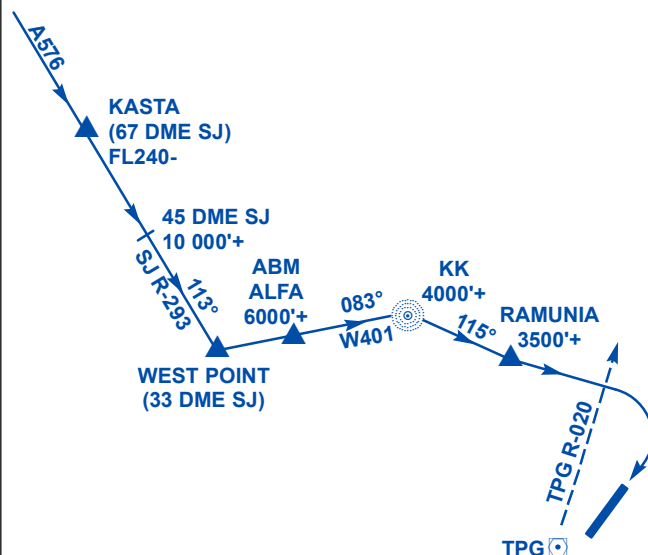 A576
KASTA
(67 DME SJ)
FL240-
45 DME SJ
10 000'+
SJ R-293
113°
ABM
ALFA
6000'+
083°
W401
KK
4000'+
115°
RAMUNIA
3500'+
WEST POINT
(33 DME SJ)
TPG R-020
TPG